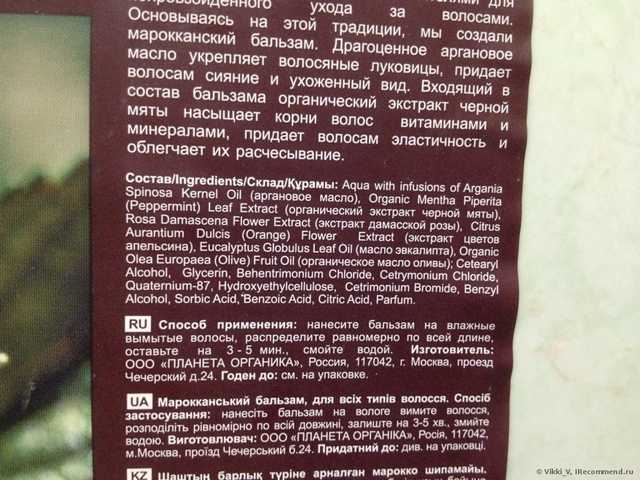 ухода за волосами.
Основываясь на этой традиции, мы создали
марокканский бальзам. Драгоценное аргановое
масло укрепляет волосяные луковицы, придает
волосам сияние и ухоженный вид. Входящий в
состав бальзама органический экстракт черной
мяты насыщает корни волос витаминами и
минералами, придает волосам эластичность и
облегчает их расчесывание.
Состав/Ingredients/Склад/Құрамы: Aqua with infusions of Argania
Spinosa Kernel Oil (аргановое масло), Organic Mentha Piperita
(Peppermint) Leaf Extract (органический экстракт черной мяты),
Rosa Damascena Flower Extract (экстракт дамасской розы), Citrus
Aurantium Dulcis (Orange) Flower Extract (экстракт цветов
апельсина), Eucalyptus Globulus Leaf Oil (масло эвкалипта), Organic
Olea Europaea (Olive) Fruit Oil (органическое масло оливы); Cetearyl
Alcohol, Glycerin, Behentrimonium Chloride, Cetrymonium Chloride,
Quaternium-87, Hydroxyethylcellulose, Cetrimonium Bromide, Benzyl
Alcohol, Sorbic Acid, Benzoic Acid, Citric Acid, Parfum.
RU Способ применения: нанесите бальзам на влажные
вымытые волосы, распределите равномерно по всей длине,
оставьте на 3-5 мин., смойте водой. Изготовитель:
ООО «ПЛАНЕТА ОРГАНИКА», Россия, 117042, г. Москва, проезд
Чечерский д.24. Годен до: см. на упаковке.
UA Марокканський бальзам, для всіх типів волосся. Спосіб
застосування: нанесіть бальзам на вологе вимите волосся,
розподіліть рівномірно по всій довжині, залиште на 3-5 хв., змийте
водою. Виготовлювач: ООО «ПЛАНЕТА ОРГАНІКА», Росія, 117042,
м.Москва, проїзд Чечерський б.24. Придатний до: див. на упаковці.
KZ Шаштың барлық түріне арналған марокко шипамайы.
© Vikki_V, IRecommend.ru